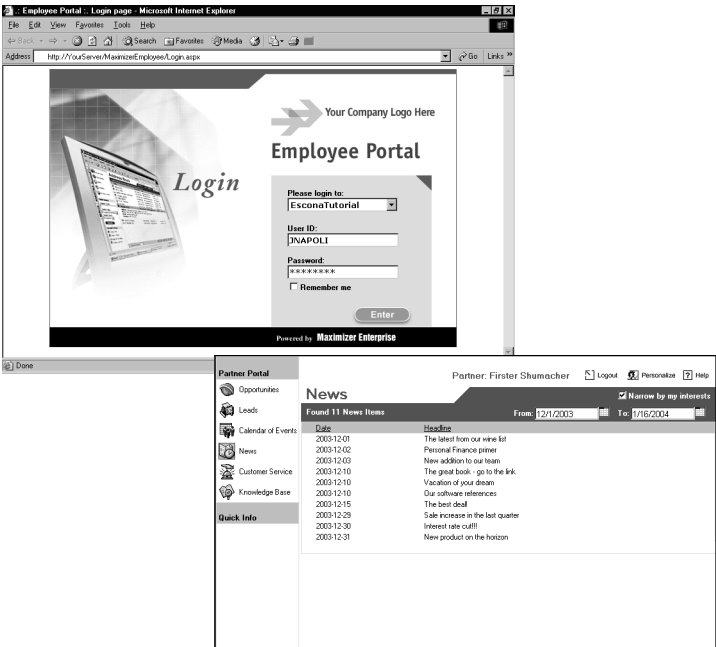 .: Employee Portal :. Login page - Microsoft Internet Explorer
File Edit View Favorites Tools Help
Back Search Favorites Media
Address http://YourServer/MaximizerEmployee/Login.aspx Go Links »
Your Company Logo Here
Employee Portal
Login
Please login to:
EsconaTutorial
User ID:
JNAPOLI
Password:
********
Remember me
Enter
Powered by Maximizer Enterprise
Done
Partner Portal
Opportunities
Leads
Calendar of Events
News
Customer Service
Knowledge Base
Quick Info
Partner: Firster Shumacher Logout Personalize ? Help
News Narrow by my interests
Found 11 News Items From: 12/1/2003 To: 1/16/2004
Date Headline
2003-12-01 The latest from our wine list
2003-12-02 Personal Finance primer
2003-12-03 New addition to our team
2003-12-10 The great book - go to the link
2003-12-10 Vacation of your dream
2003-12-10 Our software references
2003-12-15 The best deal!
2003-12-29 Sale increase in the last quarter
2003-12-30 Interest rate cut!!!
2003-12-31 New product on the horizon